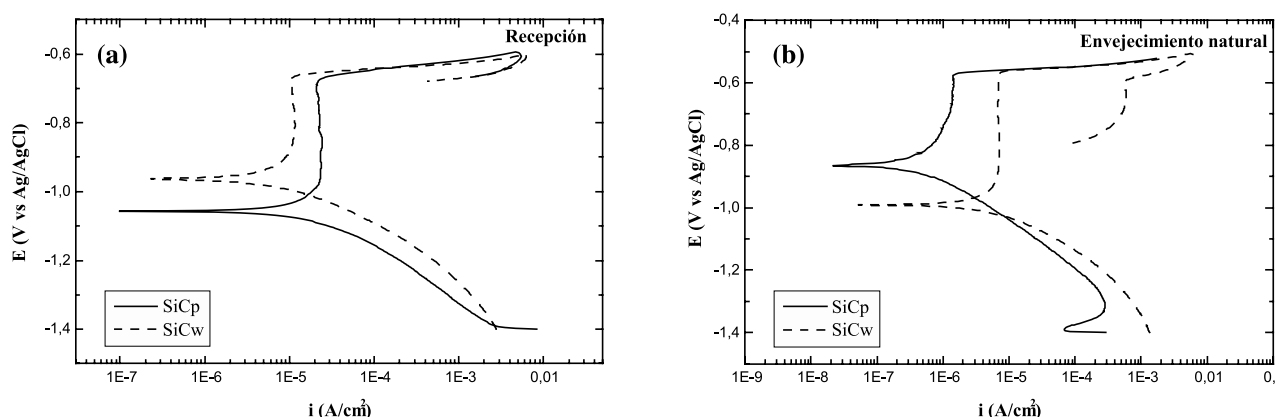 (a)
Recepción
E (V vs Ag/AgCl)
-0,6
-0,8
-1,0
-1,2
-1,4
SiCp
SiCw
1E-7 1E-6 1E-5 1E-4 1E-3 0,01
i (A/cm²)
(b)
Envejecimiento natural
E (V vs Ag/AgCl)
-0,4
-0,6
-0,8
-1,0
-1,2
-1,4
SiCp
SiCw
1E-9 1E-8 1E-7 1E-6 1E-5 1E-4 1E-3 0,01 0,
i (A/cm²)